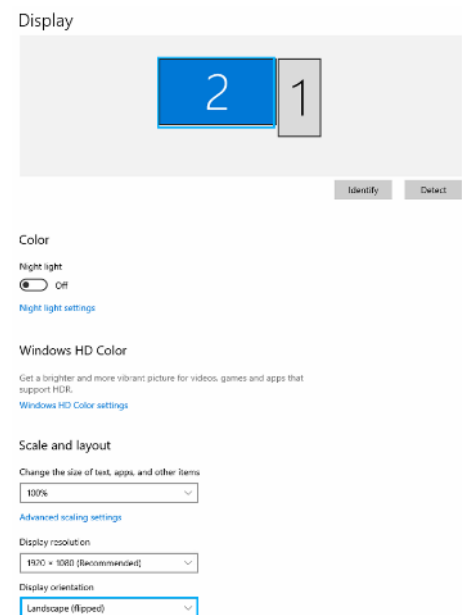 Display
2
1
Identify
Detect
Color
Night light
Off
Night light settings
Windows HD Color
Get a brighter and more vibrant picture for videos, games and apps that
support HDR.
Windows HD Color settings
Scale and layout
Change the size of text, apps, and other items
100%
Advanced scaling settings
Display resolution
1920 × 1080 (Recommended)
Display orientation
Landscape (flipped)